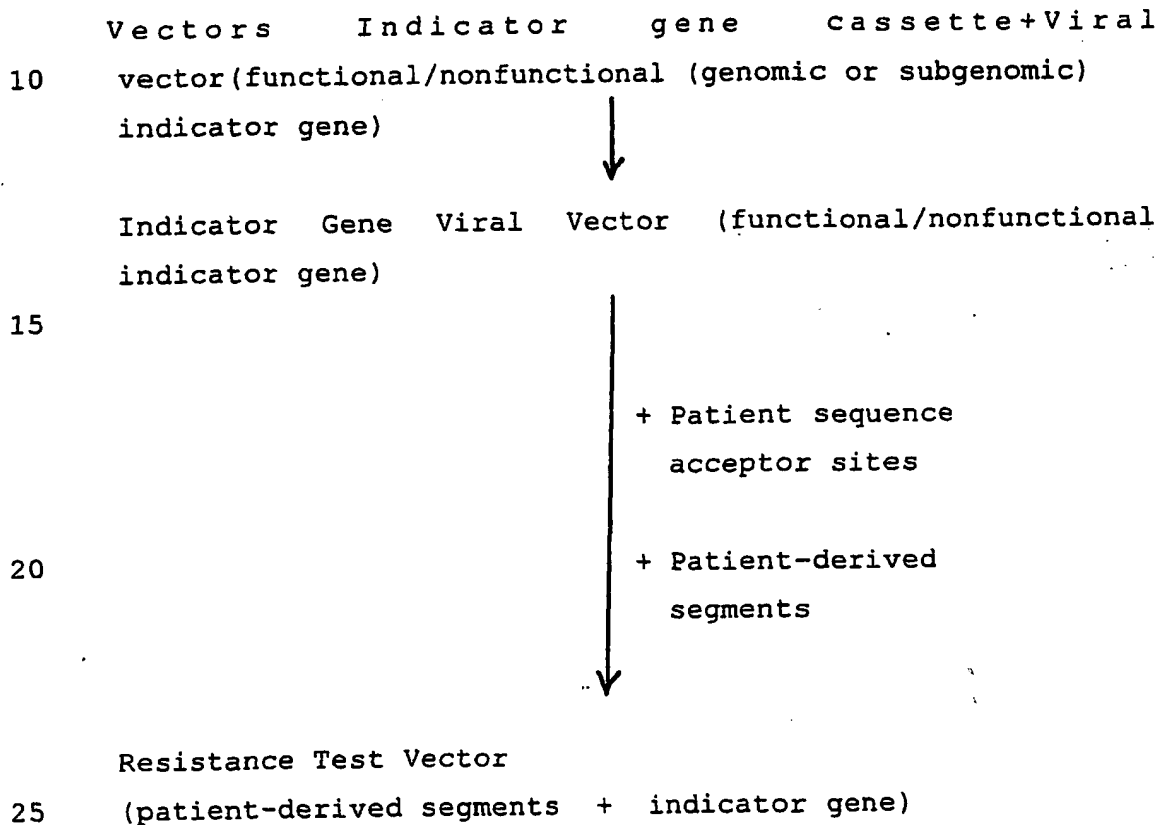 Vectors Indicator gene cassette+Viral
10 vector(functional/nonfunctional (genomic or subgenomic)
indicator gene)
Indicator Gene Viral Vector (functional/nonfunctional
indicator gene)
15
+ Patient sequence
acceptor sites
20 + Patient-derived
segments
Resistance Test Vector
25 (patient-derived segments + indicator gene)